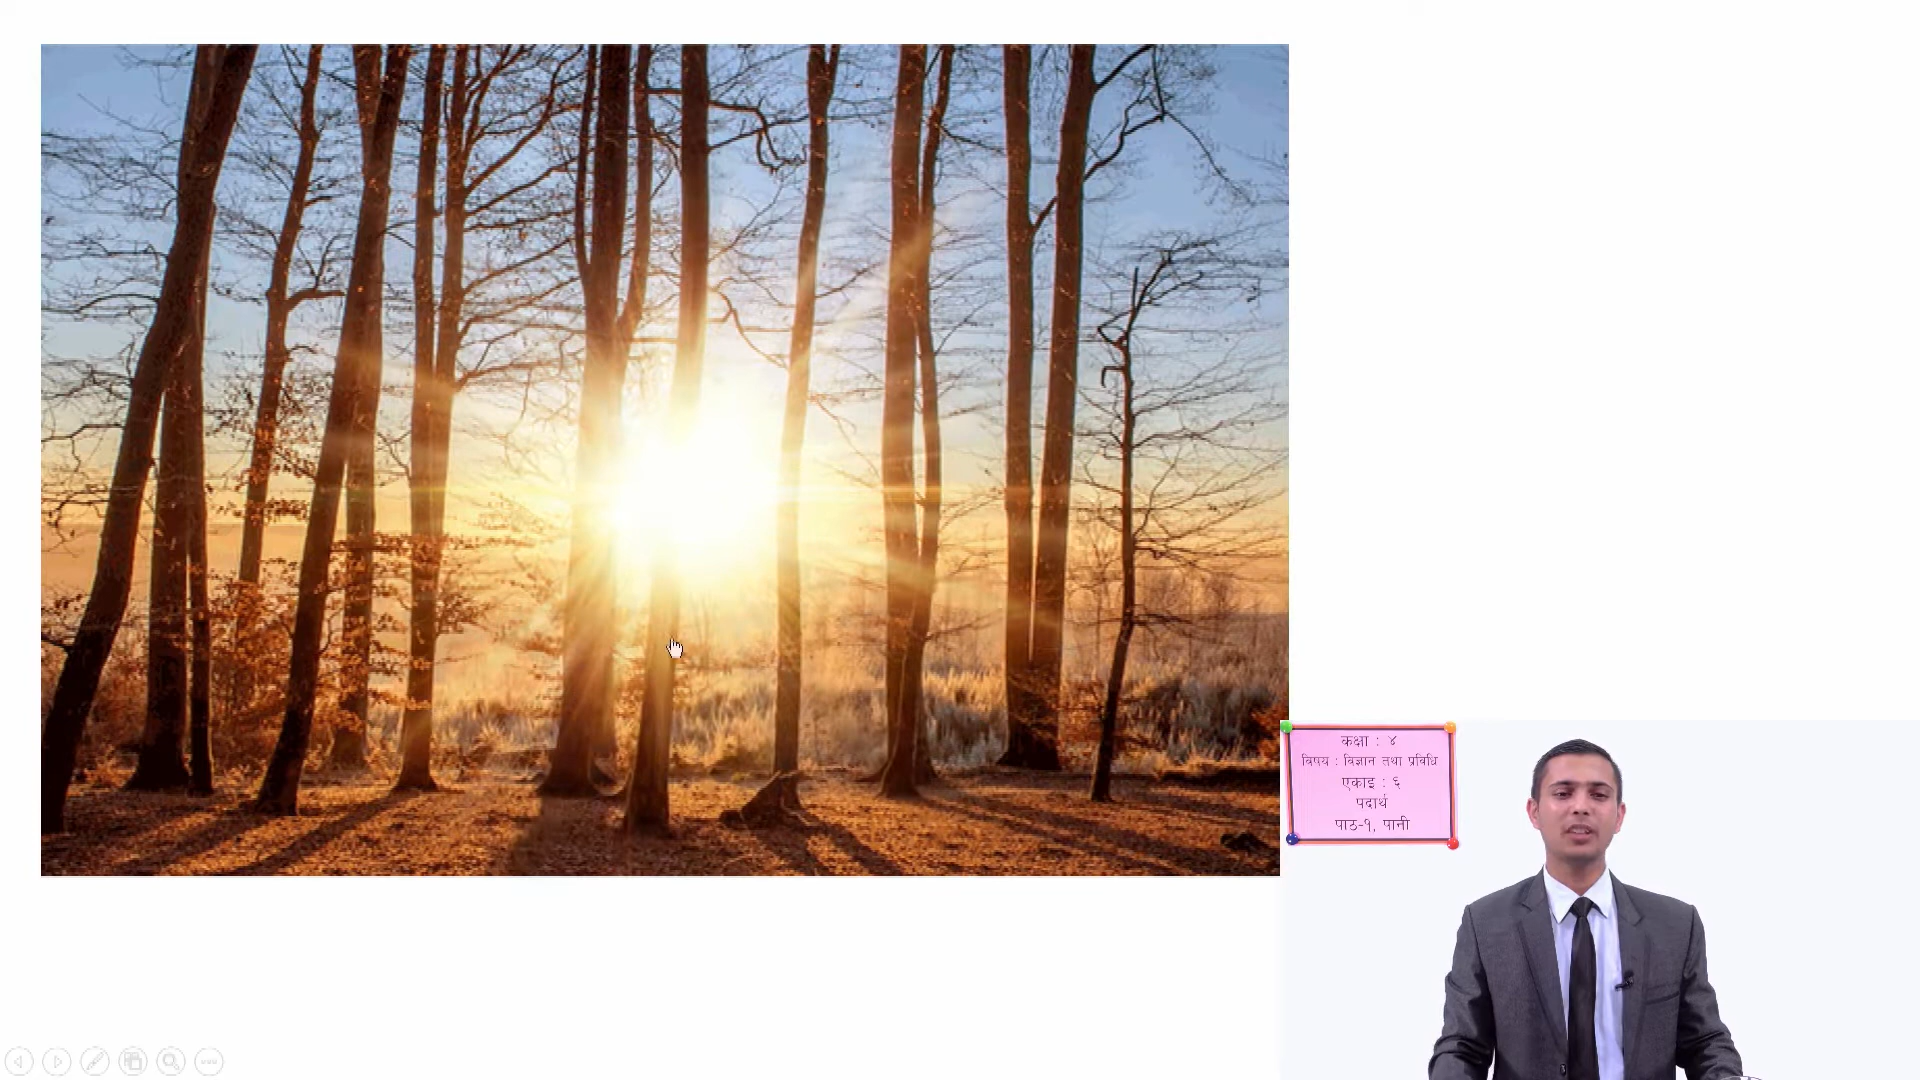 कक्षा : ४
विषय : विज्ञान तथा प्रविधि
एकाइ : ६
पदार्थ
पाठ-१, पानी